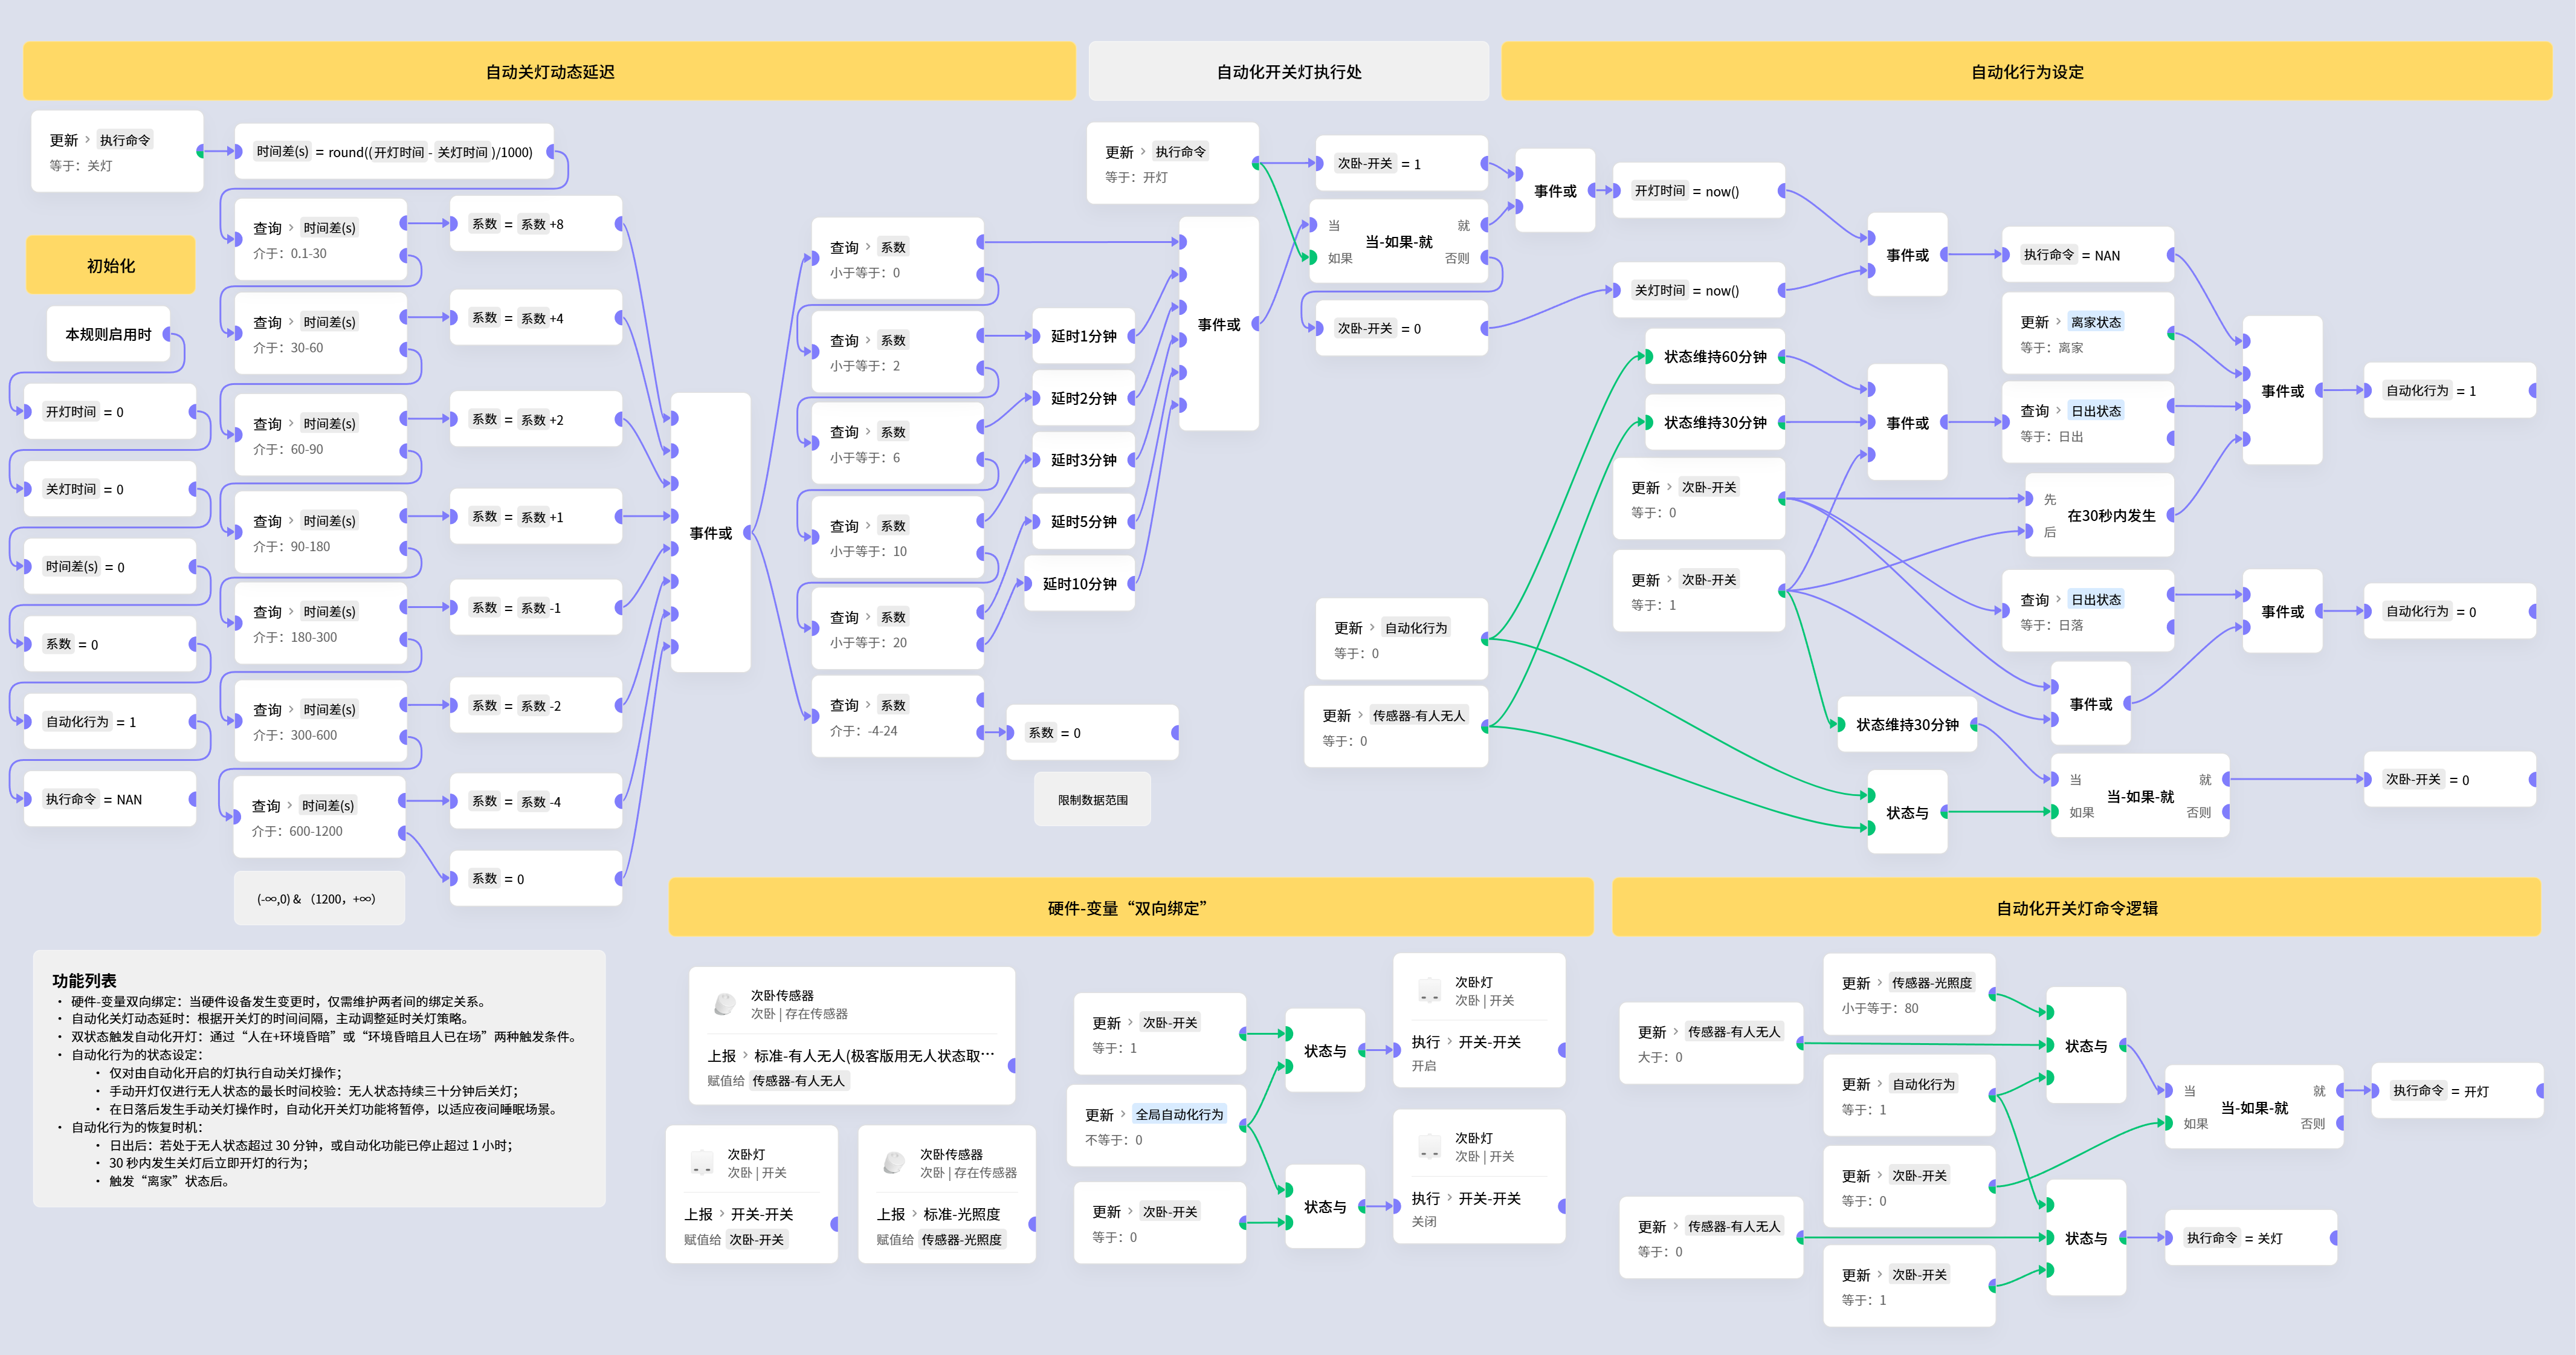 自动关灯动态延迟
更新 > 执行命令
等于：关灯
时间差(s) = round((开灯时间 - 关灯时间 )/1000)
查询 > 时间差(s)
介于：0.1-30
系数 = 系数 +8
查询 > 时间差(s)
介于：30-60
系数 = 系数 +4
查询 > 时间差(s)
介于：60-90
系数 = 系数 +2
查询 > 时间差(s)
介于：90-180
系数 = 系数 +1
查询 > 时间差(s)
介于：180-300
系数 = 系数 -1
查询 > 时间差(s)
介于：300-600
系数 = 系数 -2
查询 > 时间差(s)
介于：600-1200
系数 = 系数 -4
系数 = 0
(-∞,0) & （1200，+∞）
事件或
初始化
本规则启用时
开灯时间 = 0
关灯时间 = 0
时间差(s) = 0
系数 = 0
自动化行为 = 1
执行命令 = NAN
查询 > 系数
小于等于：0
查询 > 系数
小于等于：2
查询 > 系数
小于等于：6
查询 > 系数
小于等于：10
查询 > 系数
小于等于：20
查询 > 系数
介于：-4-24
延时1分钟
延时2分钟
延时3分钟
延时5分钟
延时10分钟
事件或
系数 = 0
限制数据范围
自动化开关灯执行处
更新 > 执行命令
等于：开灯
次卧-开关 = 1
当
就
当-如果-就
如果
否则
次卧-开关 = 0
自动化行为设定
事件或
开灯时间 = now()
关灯时间 = now()
事件或
执行命令 = NAN
状态维持60分钟
状态维持30分钟
更新 > 次卧-开关
等于：0
更新 > 次卧-开关
等于：1
更新 > 自动化行为
等于：0
更新 > 传感器-有人无人
等于：0
事件或
更新 > 离家状态
等于：离家
查询 > 日出状态
等于：日出
先
在30秒内发生
后
事件或
自动化行为 = 1
查询 > 日出状态
等于：日落
事件或
事件或
自动化行为 = 0
状态维持30分钟
状态与
当
就
当-如果-就
如果
否则
次卧-开关 = 0
功能列表
• 硬件-变量双向绑定：当硬件设备发生变更时，仅需维护两者间的绑定关系。
• 自动化关灯动态延时：根据开关灯的时间间隔，主动调整延时关灯策略。
• 双状态触发自动化开灯：通过“人在+环境昏暗”或“环境昏暗且人已在场”两种触发条件。
• 自动化行为的状态设定：
• 仅对由自动化开启的灯执行自动关灯操作；
• 手动开灯仅进行无人状态的最长时间校验：无人状态持续三十分钟后关灯；
• 在日落后发生手动关灯操作时，自动化开关灯功能将暂停，以适应夜间睡眠场景。
• 自动化行为的恢复时机：
• 日出后：若处于无人状态超过 30 分钟，或自动化功能已停止超过 1 小时；
• 30 秒内发生关灯后立即开灯的行为；
• 触发“离家”状态后。
硬件-变量“双向绑定”
次卧传感器
次卧 | 存在传感器
上报 > 标准-有人无人(极客版用无人状态取···
赋值给 传感器-有人无人
次卧灯
次卧 | 开关
上报 > 开关-开关
赋值给 次卧-开关
次卧传感器
次卧 | 存在传感器
上报 > 标准-光照度
赋值给 传感器-光照度
更新 > 次卧-开关
等于：1
更新 > 全局自动化行为
不等于：0
更新 > 次卧-开关
等于：0
状态与
状态与
次卧灯
次卧 | 开关
执行 > 开关-开关
开启
次卧灯
次卧 | 开关
执行 > 开关-开关
关闭
自动化开关灯命令逻辑
更新 > 传感器-有人无人
大于：0
更新 > 传感器-有人无人
等于：0
更新 > 传感器-光照度
小于等于：80
更新 > 自动化行为
等于：1
更新 > 次卧-开关
等于：0
更新 > 次卧-开关
等于：1
状态与
状态与
当
就
当-如果-就
如果
否则
执行命令 = 开灯
执行命令 = 关灯